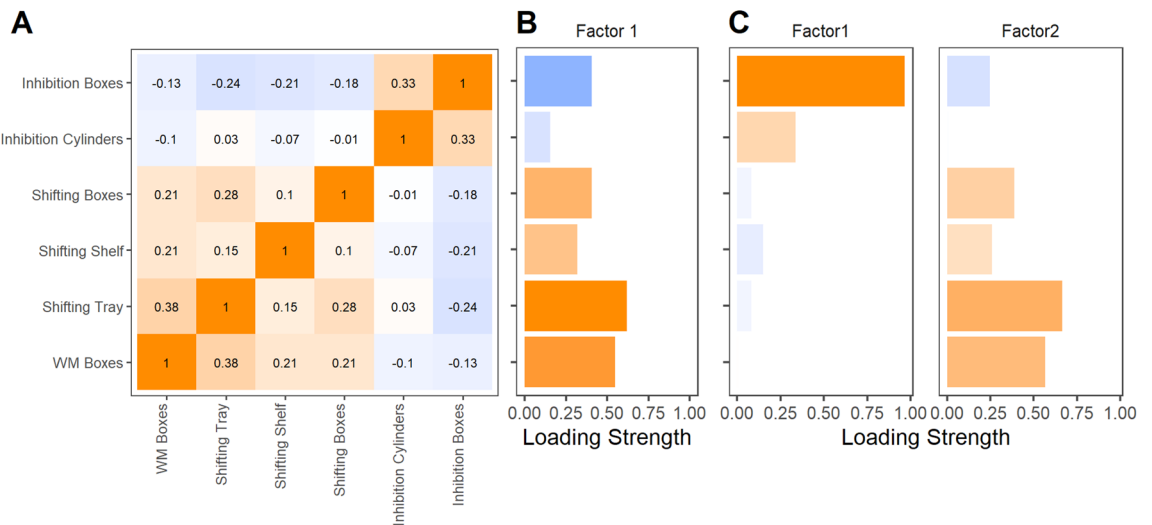 A
B
C
Factor 1
Factor1
Factor2
Inhibition Boxes
-0.13 -0.24 -0.21 -0.18 0.33 1
Inhibition Cylinders
-0.1 0.03 -0.07 -0.01 1 0.33
Shifting Boxes
0.21 0.28 0.1 1 -0.01 -0.18
Shifting Shelf
0.21 0.15 1 0.1 -0.07 -0.21
Shifting Tray
0.38 1 0.15 0.28 0.03 -0.24
WM Boxes
1 0.38 0.21 0.21 -0.1 -0.13
WM Boxes
Shifting Tray
Shifting Shelf
Shifting Boxes
Inhibition Cylinders
Inhibition Boxes
0.00 0.25 0.50 0.75 1.00
Loading Strength
0.00 0.25 0.50 0.75 1.00
0.00 0.25 0.50 0.75 1.00
Loading Strength